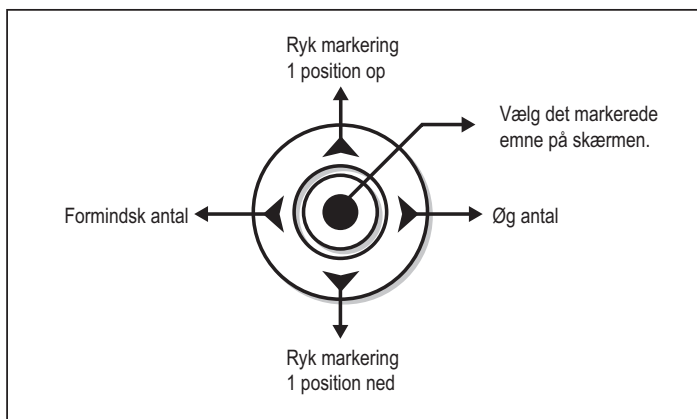 Ryk markering
1 position op
Vælg det markerede
emne på skærmen.
Formindsk antal
Øg antal
Ryk markering
1 position ned